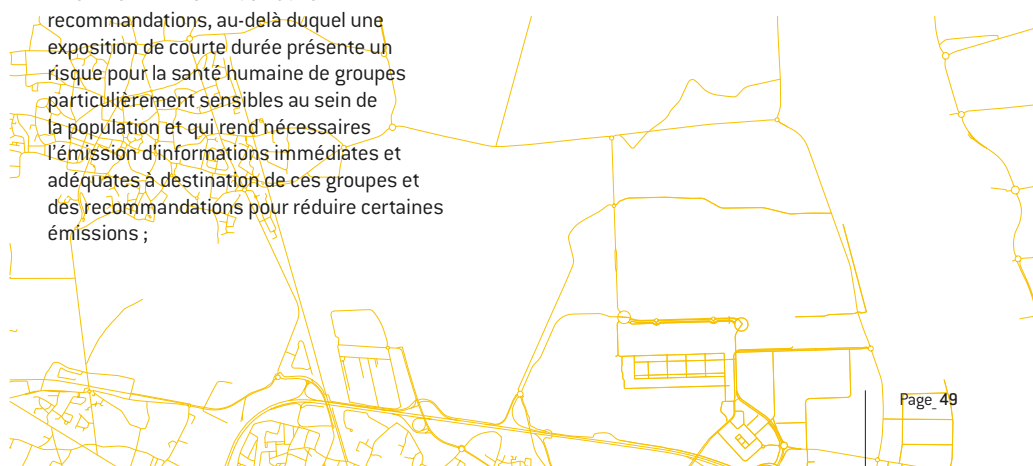 recommandations, au-delà duquel une
exposition de courte durée présente un
risque pour la santé humaine de groupes
particulièrement sensibles au sein de
la population et qui rend nécessaires
l'émission d'informations immédiates et
adéquates à destination de ces groupes et
des recommandations pour réduire certaines
émissions ;
Page_49